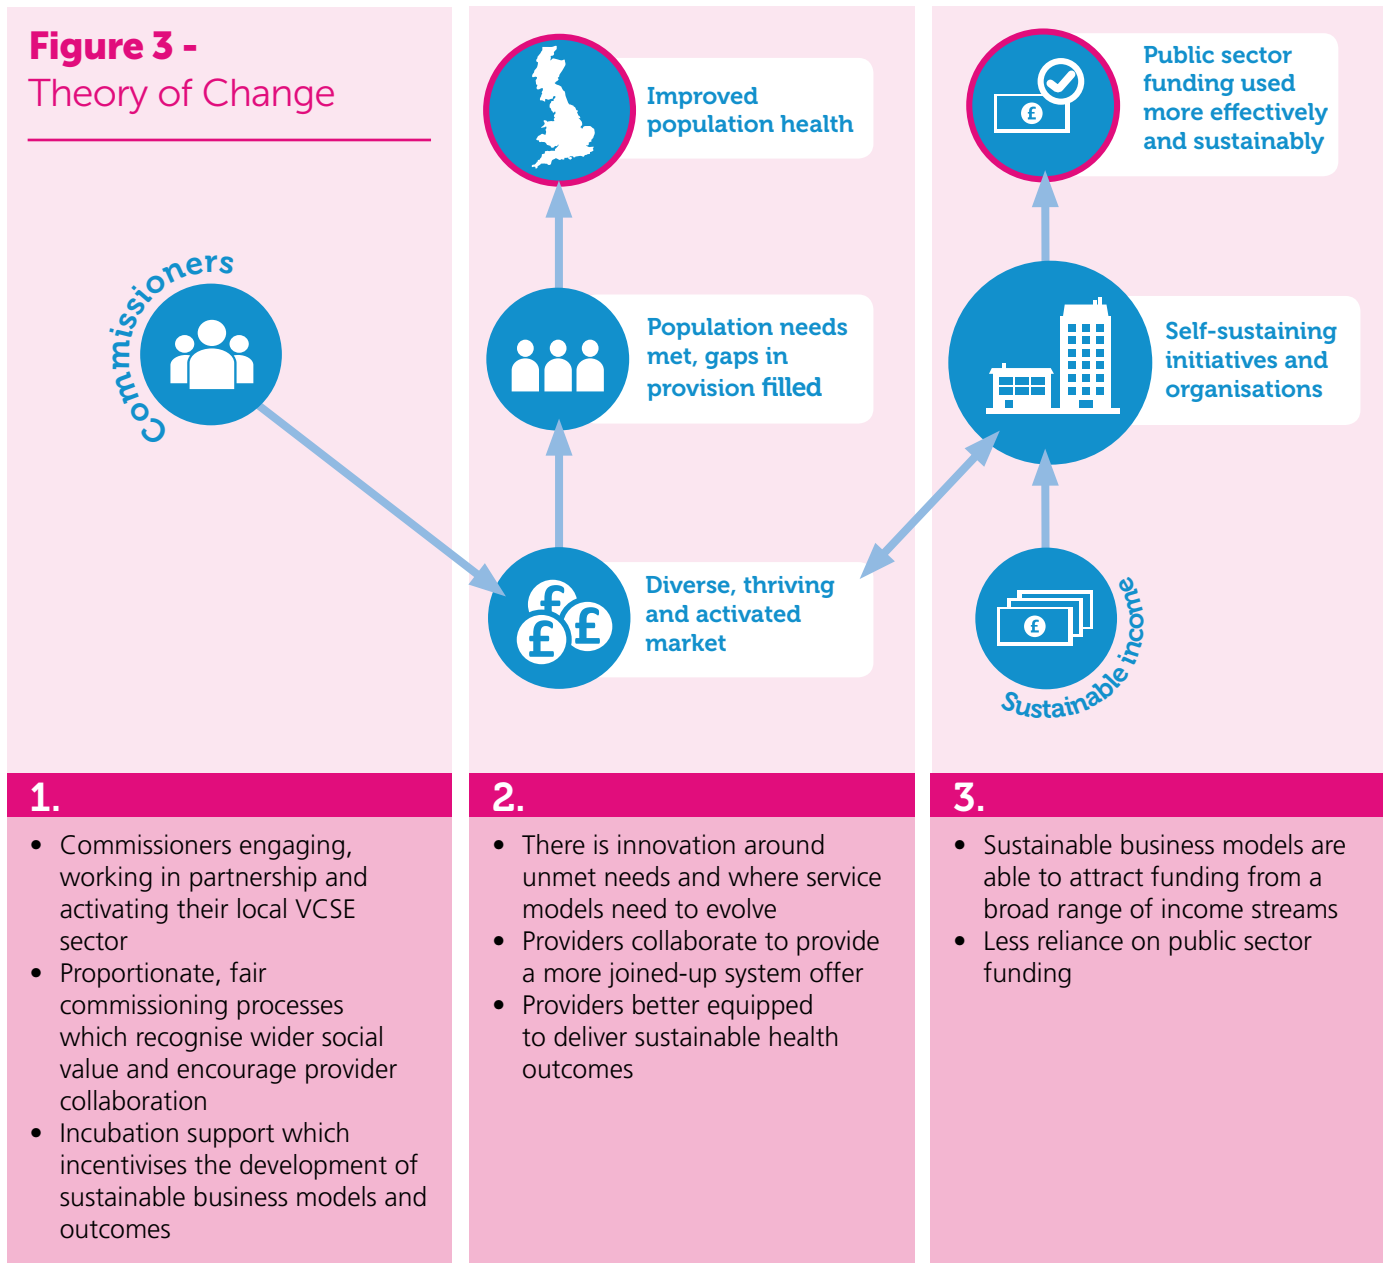 Figure 3 -
Theory of Change
Commissioners
Improved
population health
Population needs
met, gaps in
provision filled
Diverse, thriving
and activated
market
£
£
£
Public sector
funding used
more effectively
and sustainably
£
Self-sustaining
initiatives and
organisations
£
Sustainable income
1.
• Commissioners engaging,
working in partnership and
activating their local VCSE
sector
• Proportionate, fair
commissioning processes
which recognise wider social
value and encourage provider
collaboration
• Incubation support which
incentivises the development of
sustainable business models and
outcomes
2.
• There is innovation around
unmet needs and where service
models need to evolve
• Providers collaborate to provide
a more joined-up system offer
• Providers better equipped
to deliver sustainable health
outcomes
3.
• Sustainable business models are
able to attract funding from a
broad range of income streams
• Less reliance on public sector
funding